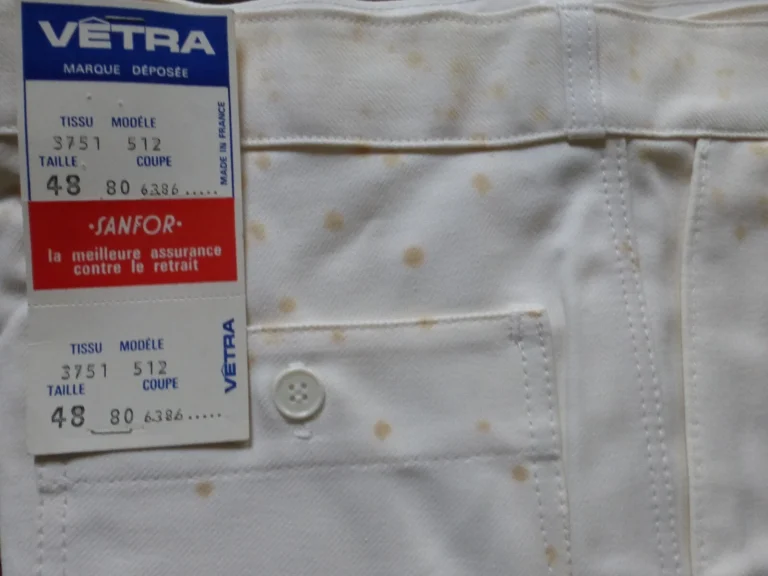 VÊTRA
MARQUE DÉPOSÉE
TISSU MODÈLE
3751 512
TAILLE COUPE
48 80 6386.....
MADE IN FRANCE
·SANFOR·
la meilleure assurance
contre le retrait
TISSU MODÈLE
3751 512
TAILLE COUPE
48 80 6386.....
VÊTRA